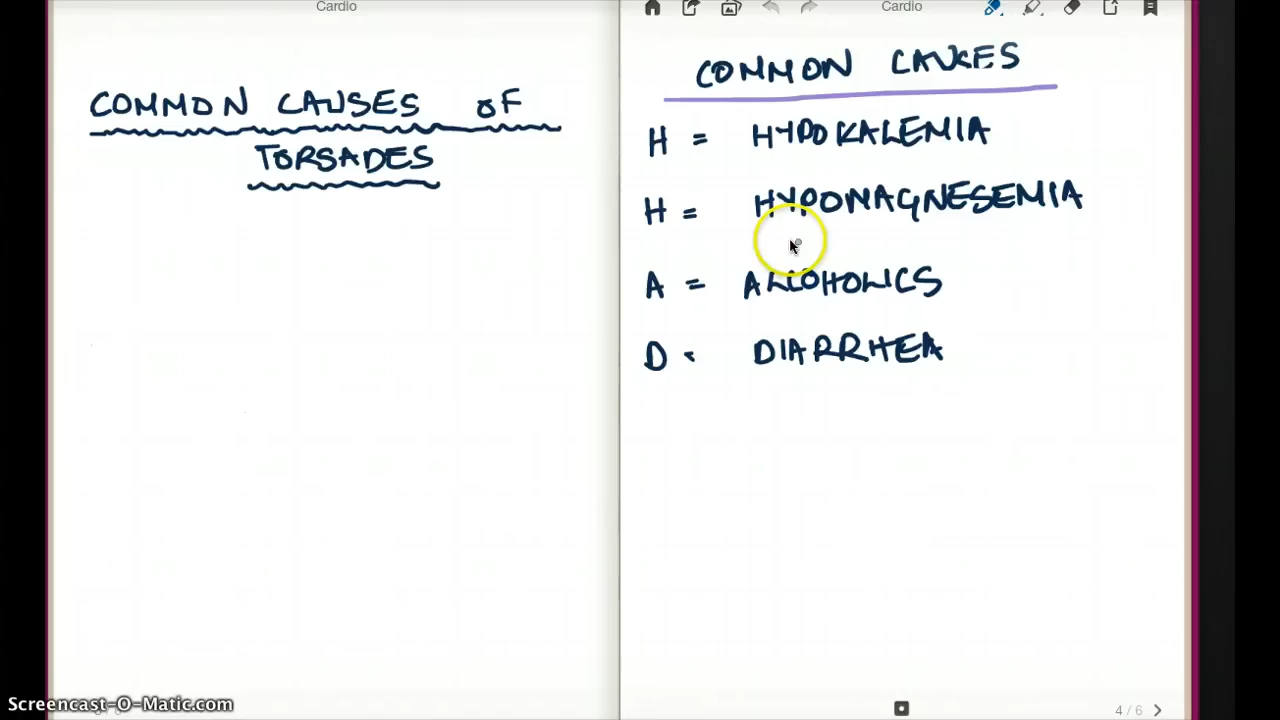 Cardio
COMMON CAUSES OF
TORSADES
Cardio
COMMON CAUSES
H = HYPOKALEMIA
H = HYPOMAGNESEMIA
A = ALCOHOLICS
D = DIARRHEA
4 / 6
Screencast-O-Matic.com